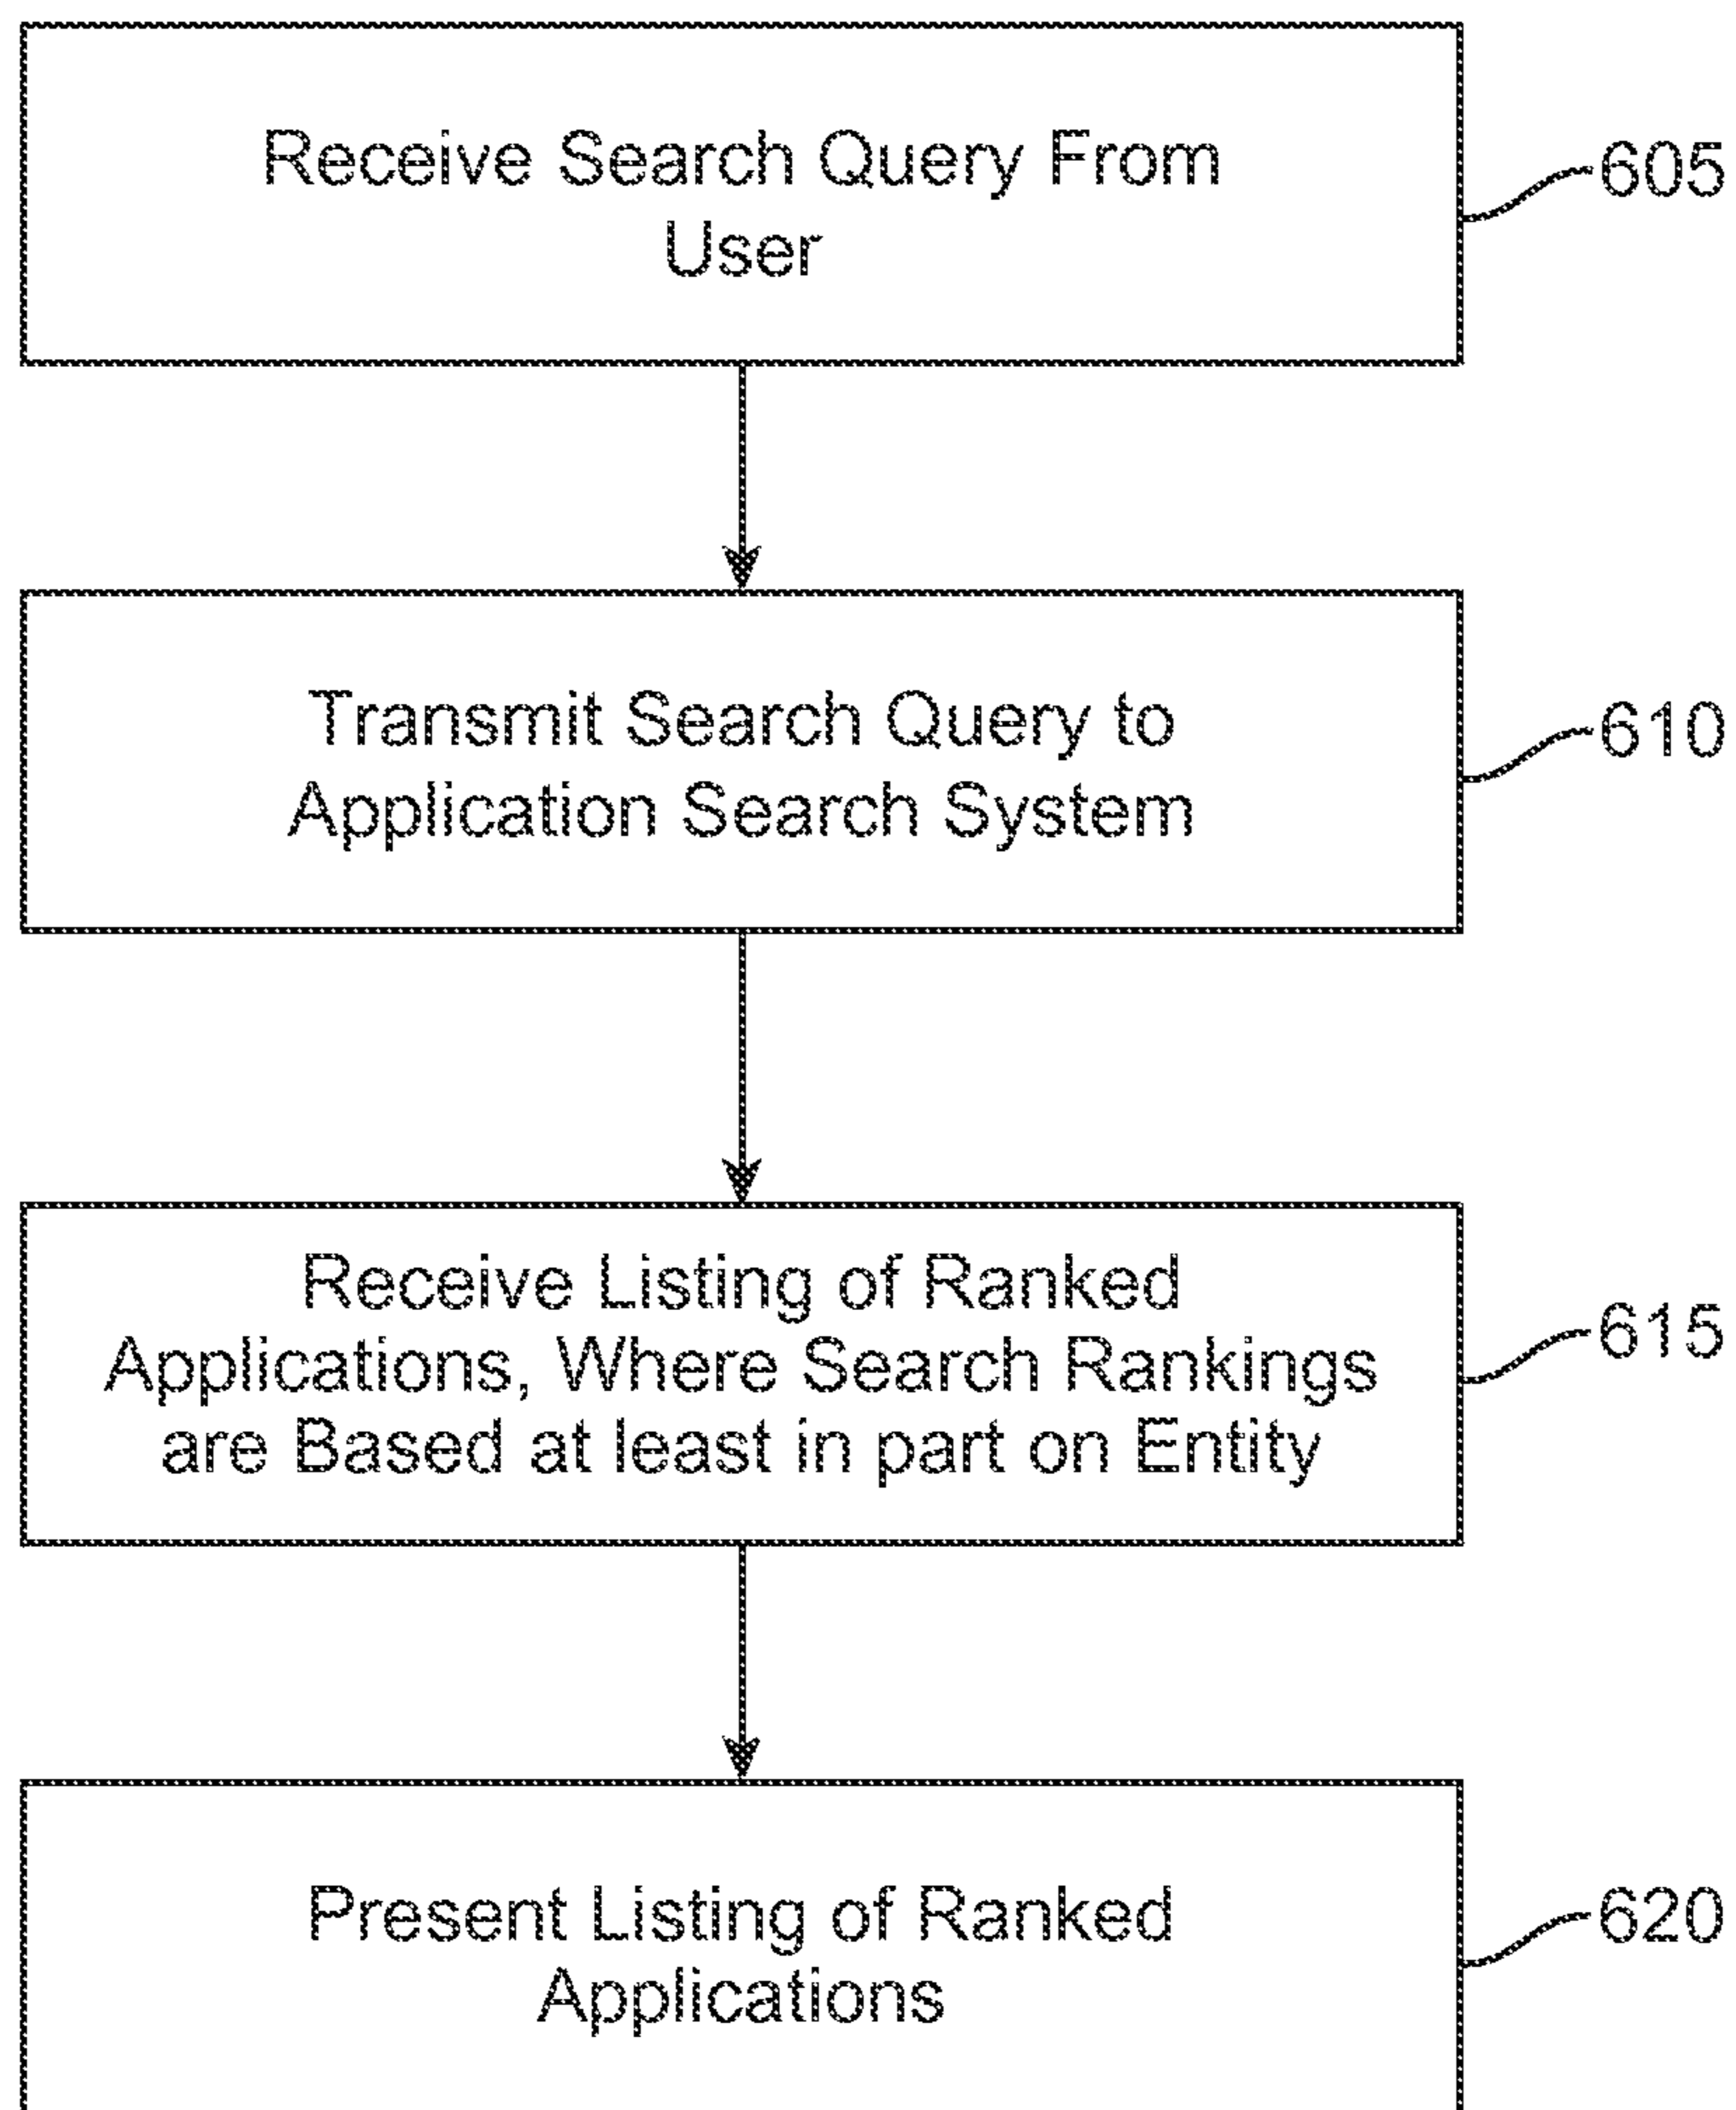 Receive Search Query From
User
605
Transmit Search Query to
Application Search System
610
Receive Listing of Ranked
Applications, Where Search Rankings
are Based at least in part on Entity
615
Present Listing of Ranked
Applications
620